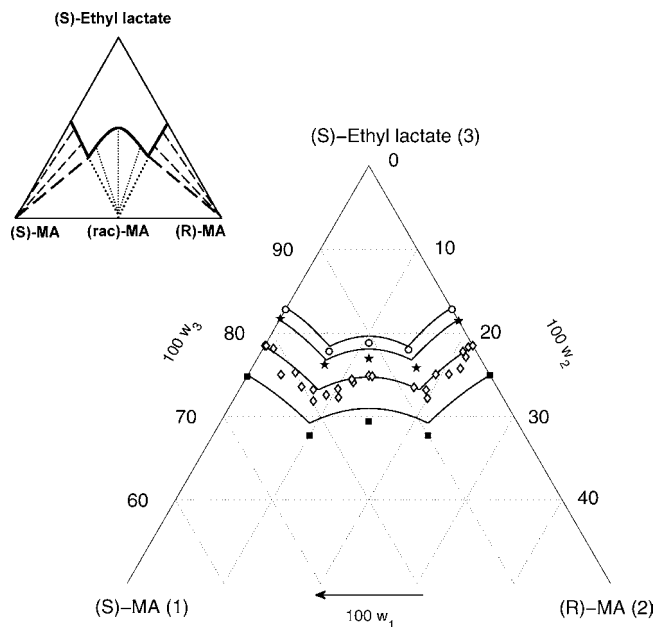 (S)-Ethyl lactate
(S)-MA
(rac)-MA
(R)-MA
(S)−Ethyl lactate (3)
0
90
10
80
20
100 w3
100 w2
70
30
60
40
(S)−MA (1)
(R)−MA (2)
100 w1